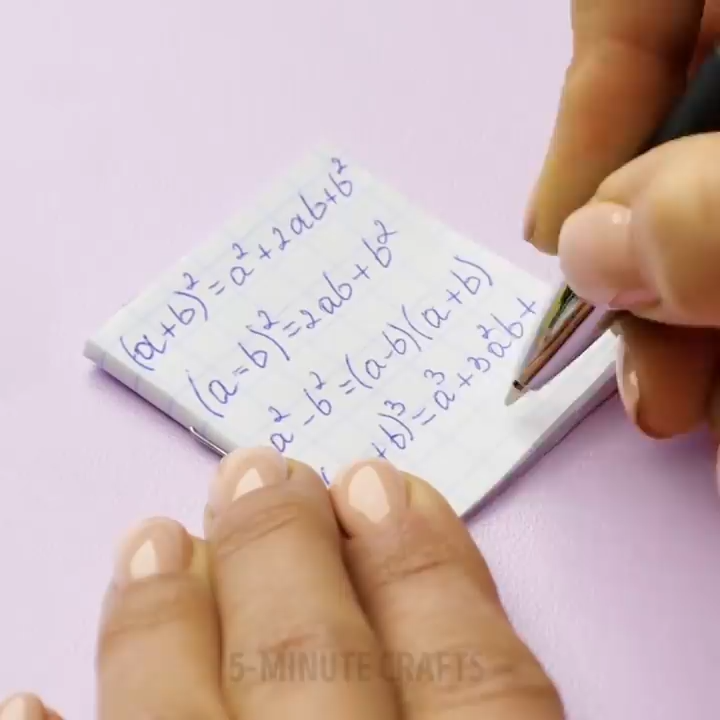 (a+b)²=a²+2ab+b²
(a=b)²=2ab+b²
a²-b²=(a-b)(a+b)
(+b)³=a³+3a²b+
5-MINUTE CRAFTS